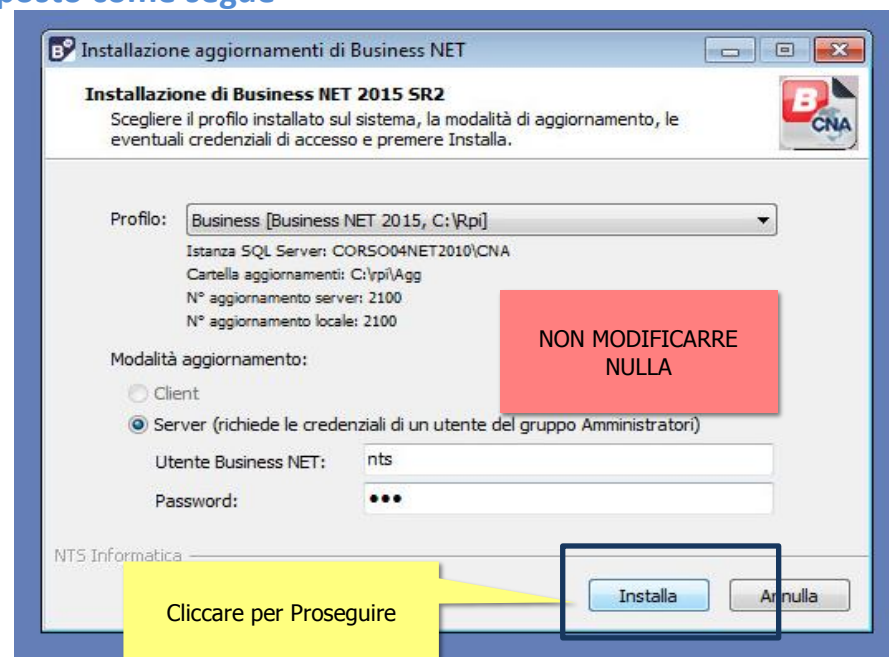 posto come segue
Installazione aggiornamenti di Business NET
Installazione di Business NET 2015 SR2
Scegliere il profilo installato sul sistema, la modalità di aggiornamento, le
eventuali credenziali di accesso e premere Installa.
B
CNA
Profilo:
Business [Business NET 2015, C:\Rpi]
Istanza SQL Server: CORSO04NET2010\CNA
Cartella aggiornamenti: C:\rpi\Agg
N° aggiornamento server: 2100
N° aggiornamento locale: 2100
NON MODIFICARRE
NULLA
Modalità aggiornamento:
Client
Server (richiede le credenziali di un utente del gruppo Amministratori)
Utente Business NET: nts
Password: •••
NTS Informatica
Cliccare per Proseguire
Installa
Annulla